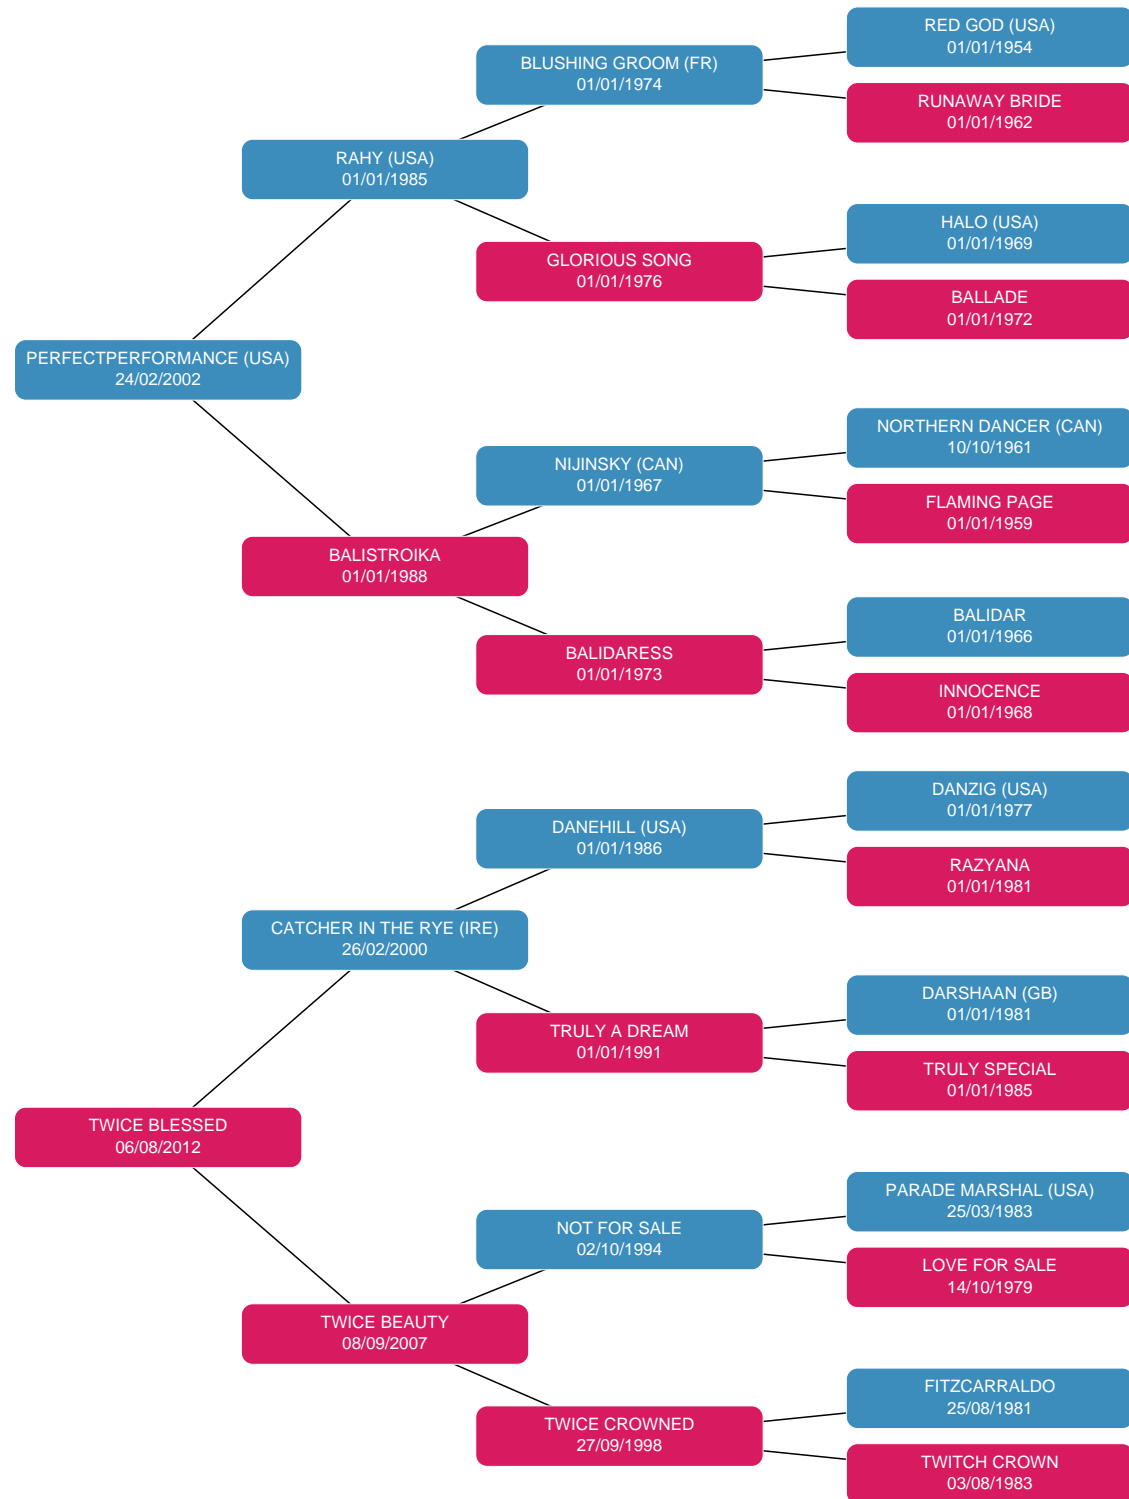 RED GOD (USA)
01/01/1954
BLUSHING GROOM (FR)
01/01/1974
RUNAWAY BRIDE
01/01/1962
RAHY (USA)
01/01/1985
HALO (USA)
01/01/1969
GLORIOUS SONG
01/01/1976
BALLADE
01/01/1972
PERFECTPERFORMANCE (USA)
24/02/2002
NORTHERN DANCER (CAN)
10/10/1961
NIJINSKY (CAN)
01/01/1967
FLAMING PAGE
01/01/1959
BALISTROIKA
01/01/1988
BALIDAR
01/01/1966
BALIDARESS
01/01/1973
INNOCENCE
01/01/1968
DANZIG (USA)
01/01/1977
DANEHILL (USA)
01/01/1986
RAZYANA
01/01/1981
CATCHER IN THE RYE (IRE)
26/02/2000
DARSHAAN (GB)
01/01/1981
TRULY A DREAM
01/01/1991
TRULY SPECIAL
01/01/1985
TWICE BLESSED
06/08/2012
PARADE MARSHAL (USA)
25/03/1983
NOT FOR SALE
02/10/1994
LOVE FOR SALE
14/10/1979
TWICE BEAUTY
08/09/2007
FITZCARRALDO
25/08/1981
TWICE CROWNED
27/09/1998
TWITCH CROWN
03/08/1983